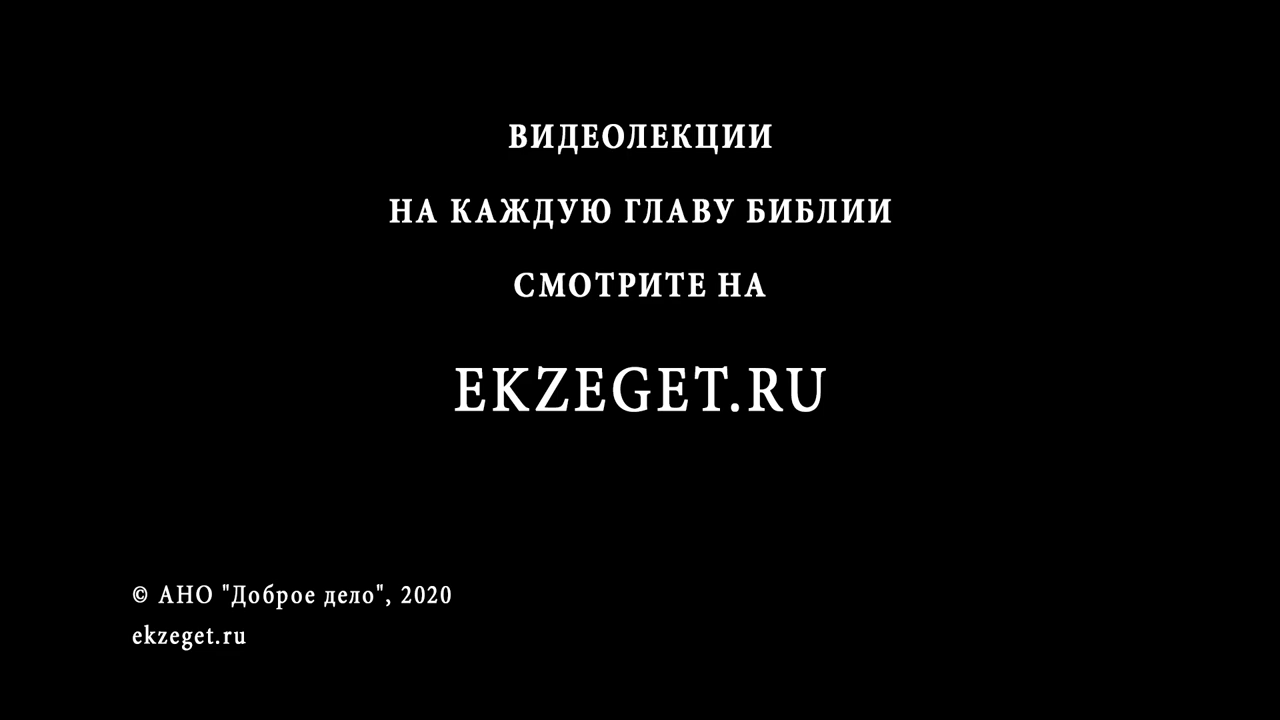 ВИДЕОЛЕКЦИИ
НА КАЖДУЮ ГЛАВУ БИБЛИИ
СМОТРИТЕ НА
EKZEGET.RU
© АНО "Доброе дело", 2020
ekzeget.ru